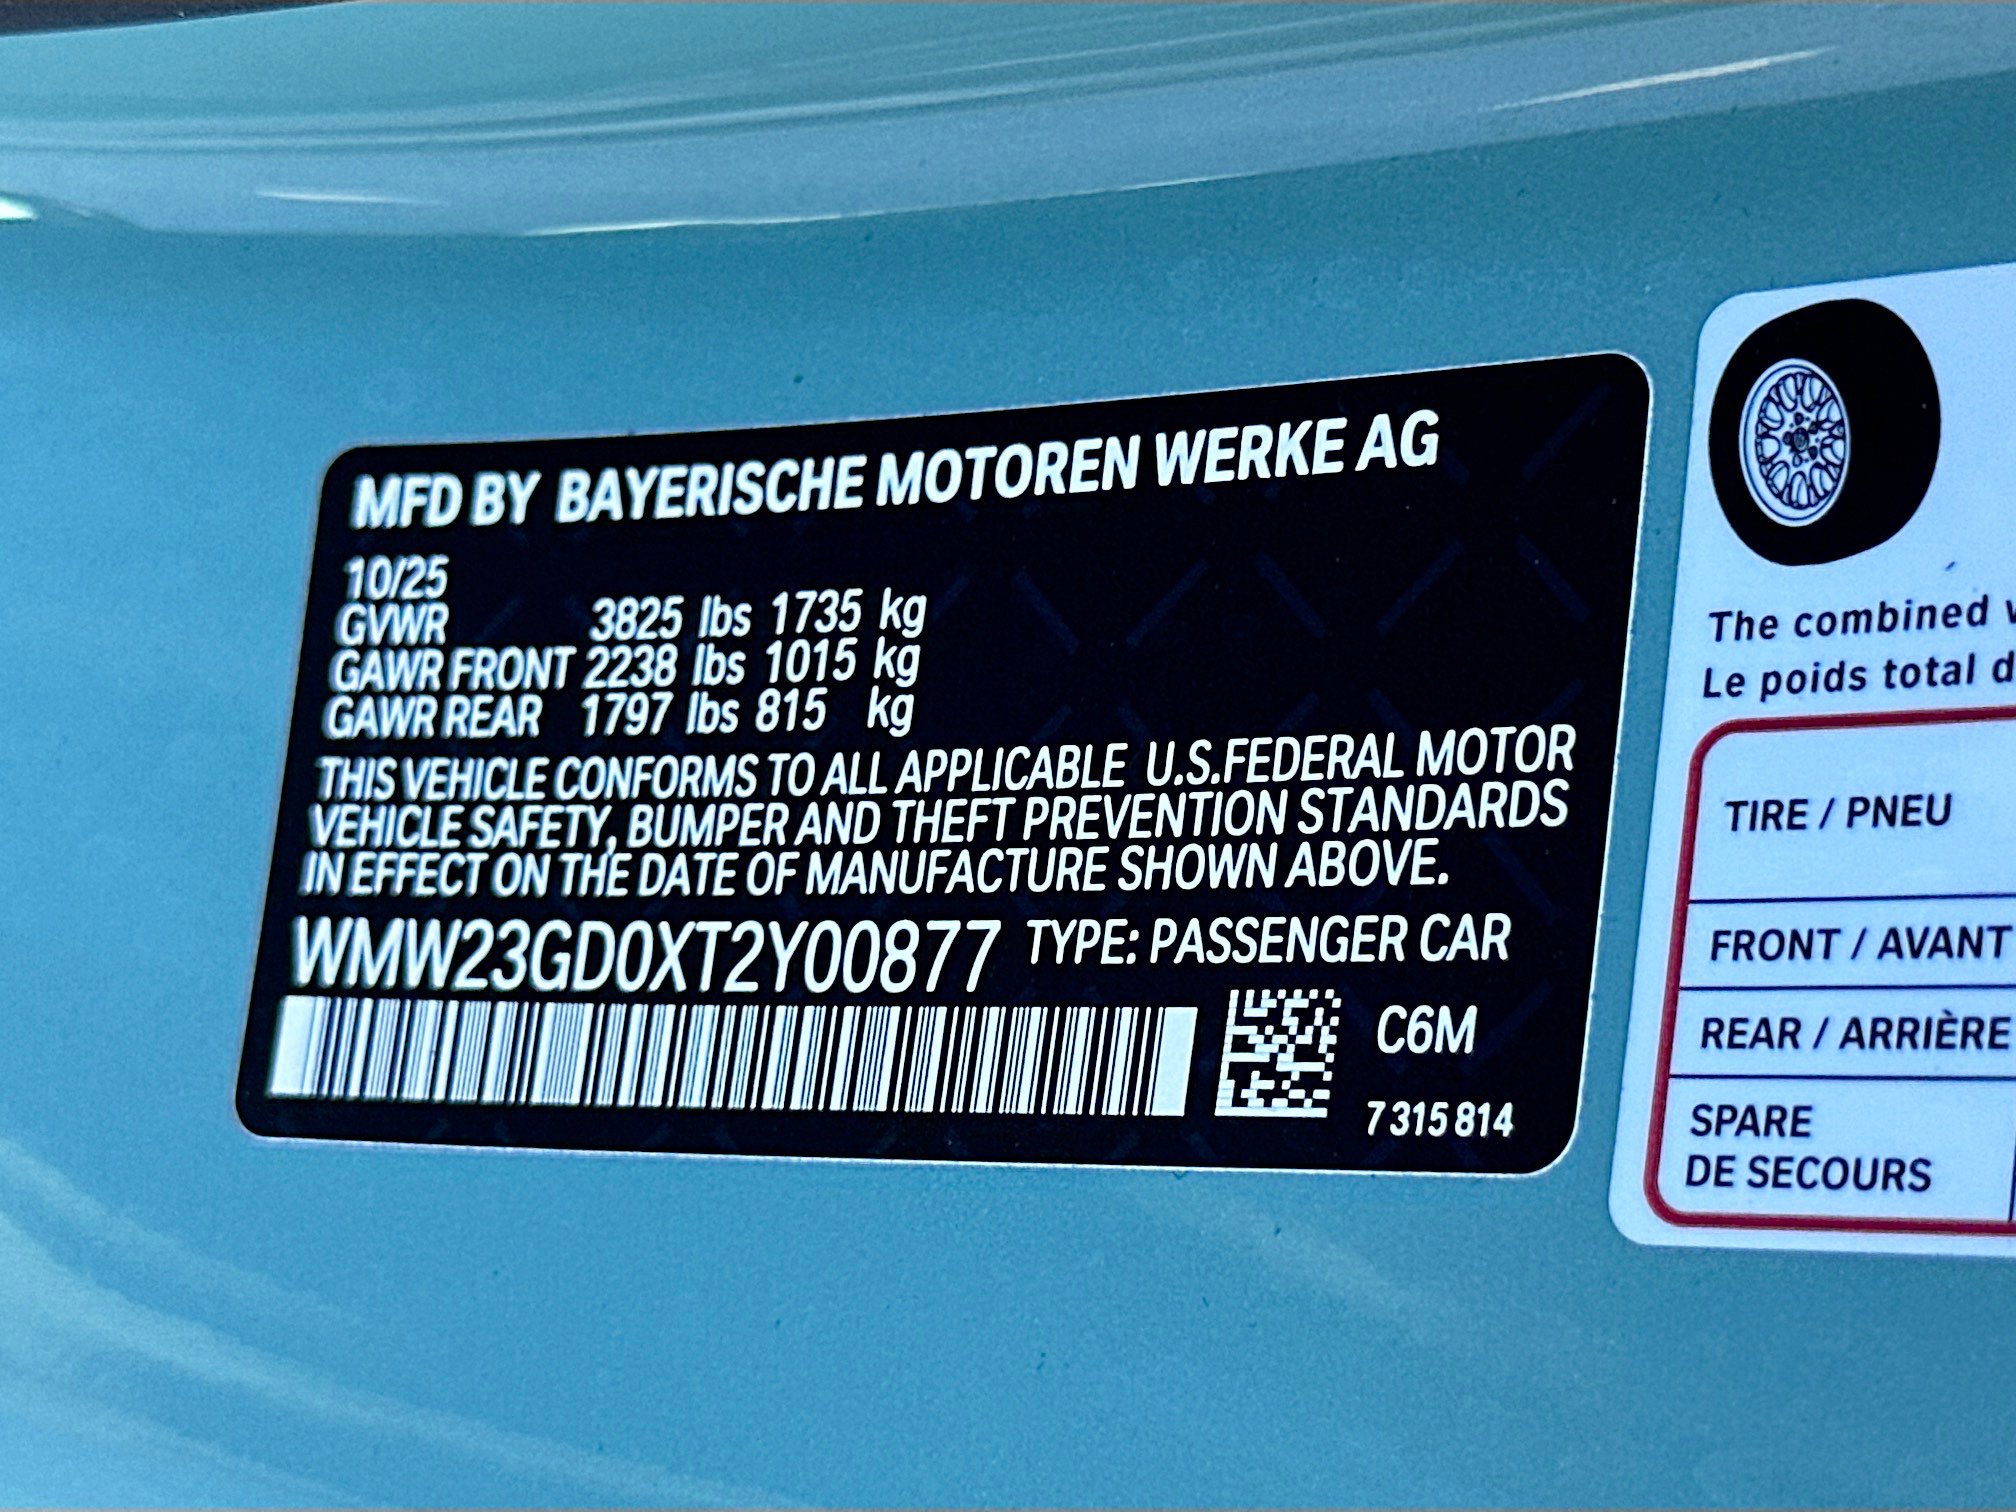 MFD BY BAYERISCHE MOTOREN WERKE AG
10/25
GVWR 3825 lbs 1735 kg
GAWR FRONT 2238 lbs 1015 kg
GAWR REAR 1797 lbs 815 kg
THIS VEHICLE CONFORMS TO ALL APPLICABLE U.S.FEDERAL MOTOR
VEHICLE SAFETY, BUMPER AND THEFT PREVENTION STANDARDS
IN EFFECT ON THE DATE OF MANUFACTURE SHOWN ABOVE.
WMW23GD0XT2Y00877 TYPE: PASSENGER CAR
C6M
7 315 814
The combined
Le poids total
TIRE / PNEU
FRONT / AVANT
REAR / ARRIÈRE
SPARE
DE SECOURS